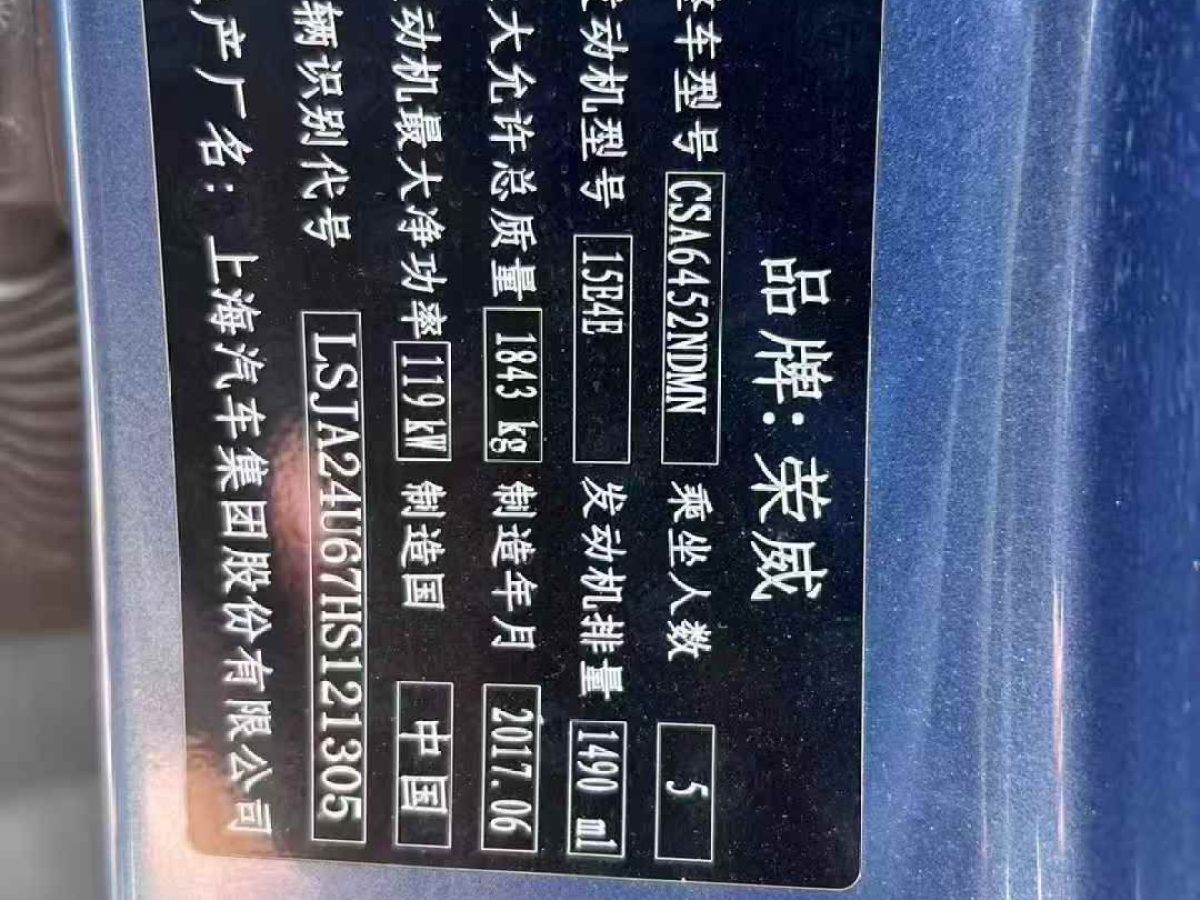 品牌: 荣威
整车型号 CSA6452NDMN 乘坐人数 5
发动机型号 15E4E 发动机排量 1490 ml
最大允许总质量 1843 kg 制造年月 2017.06
发动机最大净功率 119 kW 制造国 中国
车辆识别代号 LSJA24U67HS121305
生产厂名: 上海汽车集团股份有限公司